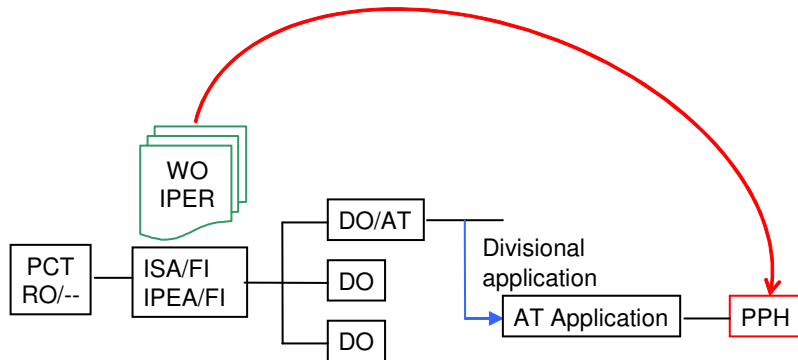 WO
IPER
PCT
RO/--
ISA/FI
IPEA/FI
DO/AT
DO
DO
Divisional
application
AT Application
PPH